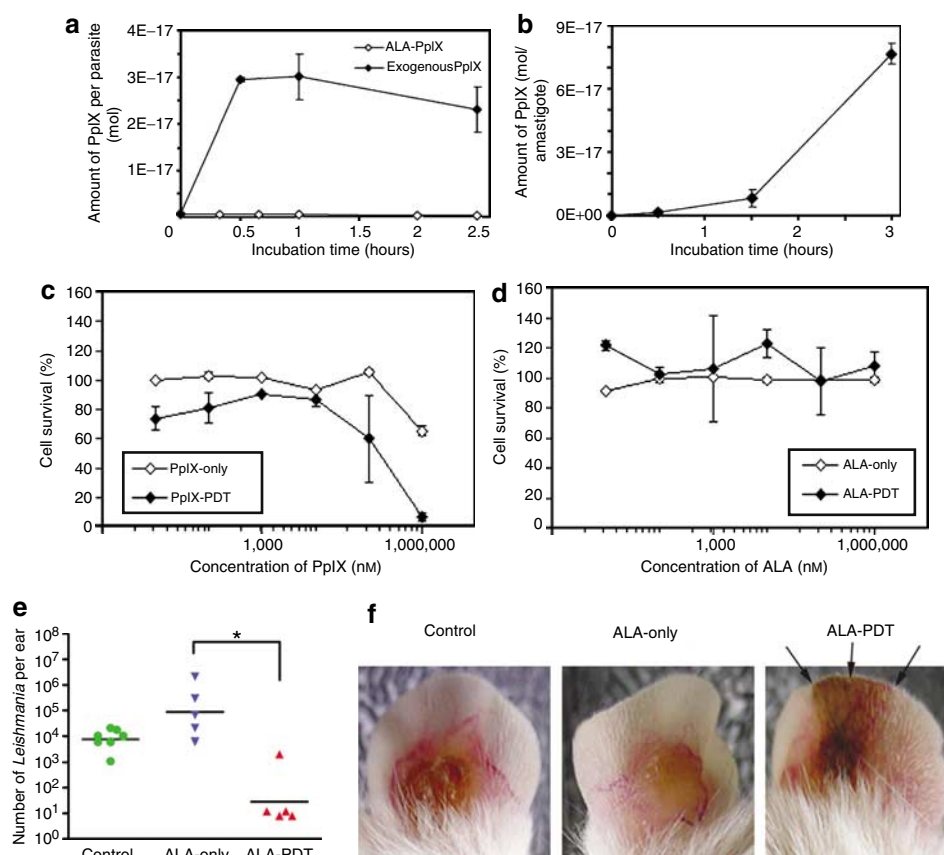 a
Amount of PpIX per parasite
(mol)
4E–17
3E–17
2E–17
1E–17
ALA-PpIX
ExogenousPpIX
0 0.5 1 1.5 2 2.5
Incubation time (hours)
b
Amount of PpIX (mol/
amastigote)
9E–17
6E–17
3E–17
0E+00
0 1 2 3
Incubation time (hours)
c
Cell survival (%)
160
140
120
100
80
60
40
20
0
PpIX-only
PpIX-PDT
1,000 1,000,000
Concentration of PpIX (nM)
d
Cell survival (%)
160
140
120
100
80
60
40
20
0
ALA-only
ALA-PDT
1,000 1,000,000
Concentration of ALA (nM)
e
Number of Leishmania per ear
10⁸
10⁷
10⁶
10⁵
10⁴
10³
10²
10¹
10⁰
*
Control ALA-only ALA-PDT
f
Control ALA-only ALA-PDT